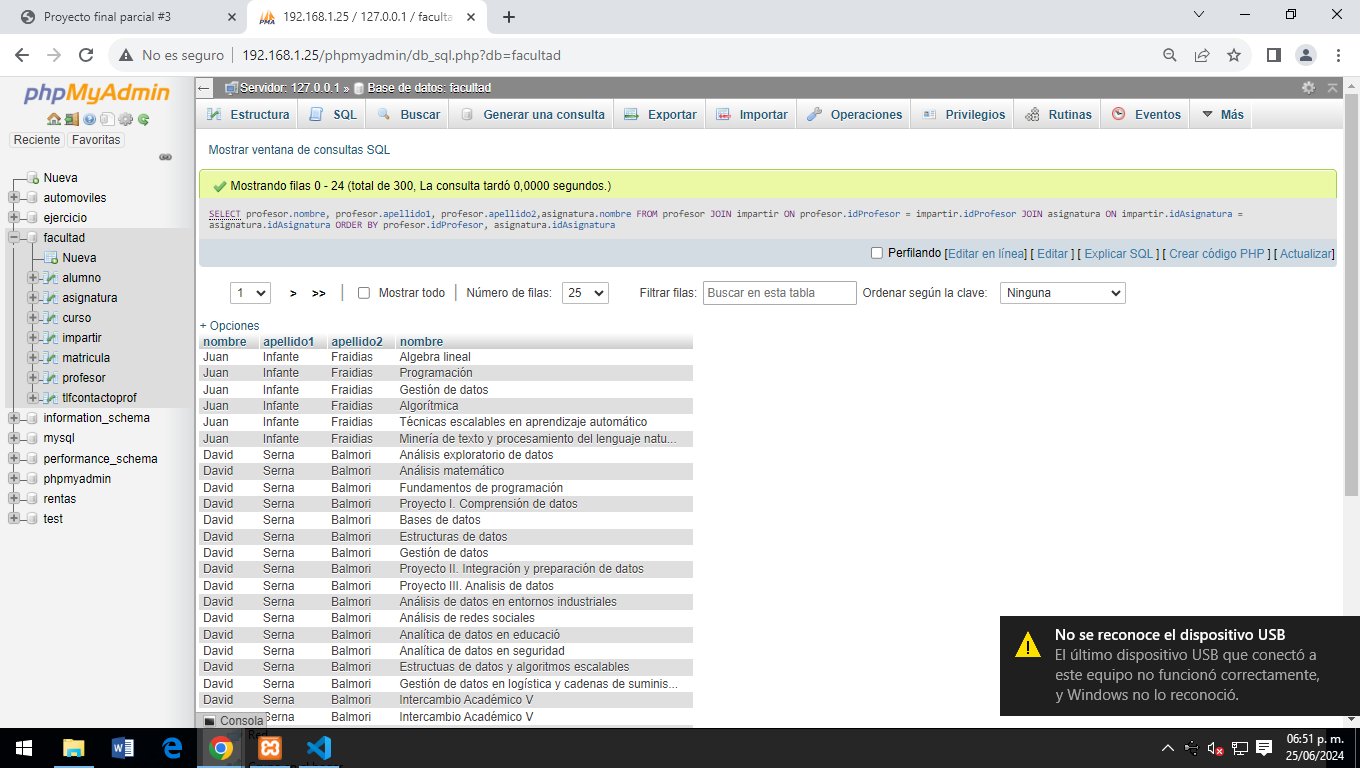 Proyecto final parcial #3
192.168.1.25 / 127.0.0.1 / faculta
No es seguro
192.168.1.25/phpmyadmin/db_sql.php?db=facultad
phpMyAdmin
Reciente
Favoritas
Nueva
automoviles
ejercicio
facultad
Nueva
alumno
asignatura
curso
impartir
matricula
profesor
tlfcontactoprof
information_schema
mysql
performance_schema
phpmyadmin
rentas
test
Servidor: 127.0.0.1 » Base de datos: facultad
Estructura
SQL
Buscar
Generar una consulta
Exportar
Importar
Operaciones
Privilegios
Rutinas
Eventos
Más
Mostrar ventana de consultas SQL
Mostrando filas 0 - 24 (total de 300, La consulta tardó 0,0000 segundos.)
SELECT profesor.nombre, profesor.apellido1, profesor.apellido2,asignatura.nombre FROM profesor JOIN impartir ON profesor.idProfesor = impartir.idProfesor JOIN asignatura ON impartir.idAsignatura =
asignatura.idAsignatura ORDER BY profesor.idProfesor, asignatura.idAsignatura
Perfilando [Editar en línea] [ Editar ] [ Explicar SQL ] [ Crear código PHP ] [ Actualizar]
1 > >> Mostrar todo Número de filas: 25 Filtrar filas: Buscar en esta tabla Ordenar según la clave: Ninguna
+ Opciones
nombre apellido1 apellido2 nombre
Juan Infante Fraidias Algebra lineal
Juan Infante Fraidias Programación
Juan Infante Fraidias Gestión de datos
Juan Infante Fraidias Algorítmica
Juan Infante Fraidias Técnicas escalables en aprendizaje automático
Juan Infante Fraidias Minería de texto y procesamiento del lenguaje natu...
David Serna Balmori Análisis exploratorio de datos
David Serna Balmori Análisis matemático
David Serna Balmori Fundamentos de programación
David Serna Balmori Proyecto I. Comprensión de datos
David Serna Balmori Bases de datos
David Serna Balmori Estructuras de datos
David Serna Balmori Gestión de datos
David Serna Balmori Proyecto II. Integración y preparación de datos
David Serna Balmori Proyecto III. Analisis de datos
David Serna Balmori Análisis de datos en entornos industriales
David Serna Balmori Análisis de redes sociales
David Serna Balmori Analítica de datos en educació
David Serna Balmori Analítica de datos en seguridad
David Serna Balmori Estructuas de datos y algoritmos escalables
David Serna Balmori Gestión de datos en logística y cadenas de suminis...
David Serna Balmori Intercambio Académico V
Serna Balmori Intercambio Académico V
Consola
No se reconoce el dispositivo USB
El último dispositivo USB que conectó a
este equipo no funcionó correctamente,
y Windows no lo reconoció.
06:51 p. m.
25/06/2024